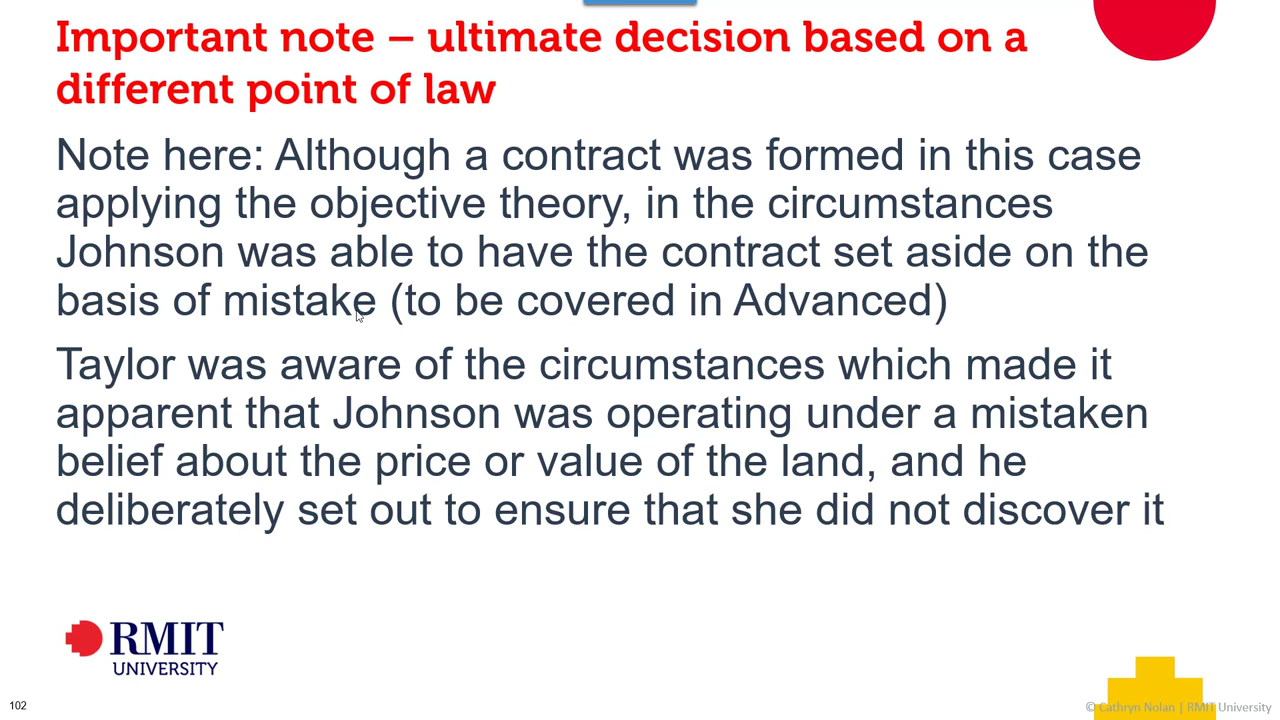 Important note – ultimate decision based on a
different point of law
Note here: Although a contract was formed in this case
applying the objective theory, in the circumstances
Johnson was able to have the contract set aside on the
basis of mistake (to be covered in Advanced)
Taylor was aware of the circumstances which made it
apparent that Johnson was operating under a mistaken
belief about the price or value of the land, and he
deliberately set out to ensure that she did not discover it
RMIT
UNIVERSITY
102
© Cathryn Nolan | RMIT University